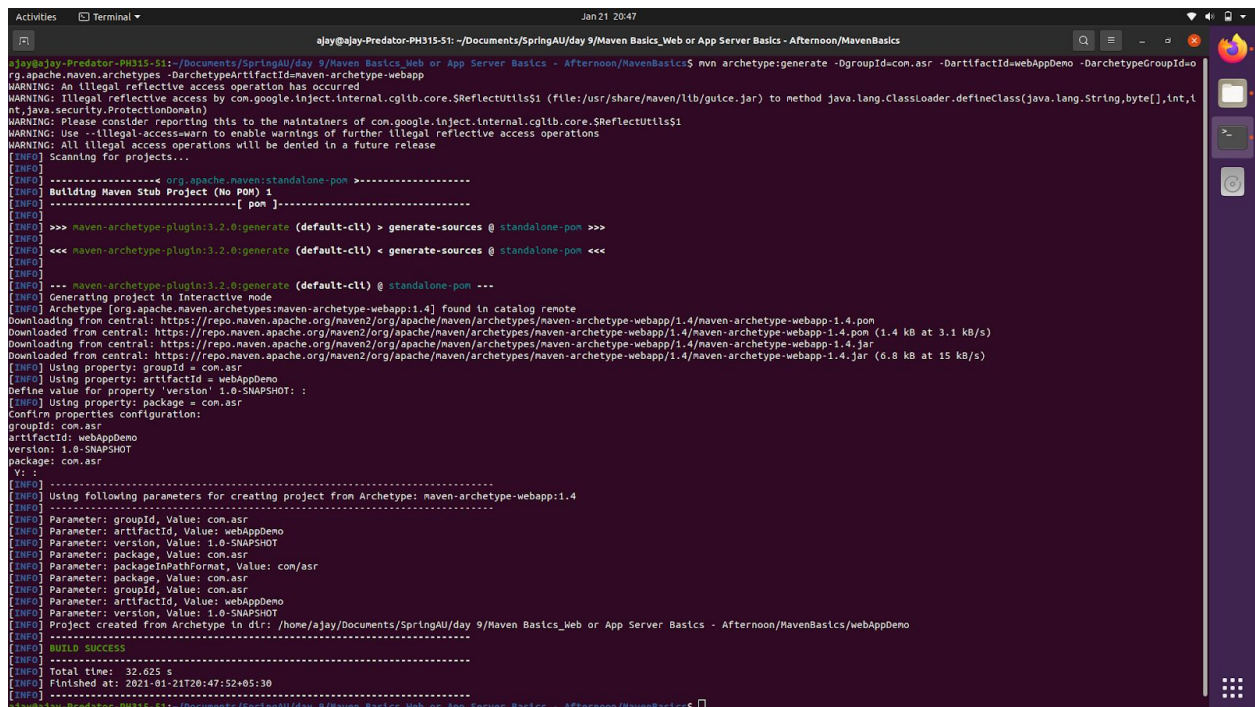 Activities Terminal Jan 21 20:47
ajay@ajay-Predator-PH315-51: ~/Documents/SpringAU/day 9/Maven Basics_Web or App Server Basics - Afternoon/MavenBasics
ajay@ajay-Predator-PH315-51:~/Documents/SpringAU/day 9/Maven Basics_Web or App Server Basics - Afternoon/MavenBasics$ mvn archetype:generate -DgroupId=com.asr -DartifactId=webAppDemo -DarchetypeGroupId=o
rg.apache.maven.archetypes -DarchetypeArtifactId=maven-archetype-webapp
WARNING: An illegal reflective access operation has occurred
WARNING: Illegal reflective access by com.google.inject.internal.cglib.core.$ReflectUtils$1 (file:/usr/share/maven/lib/guice.jar) to method java.lang.ClassLoader.defineClass(java.lang.String,byte[],int,i
nt,java.security.ProtectionDomain)
WARNING: Please consider reporting this to the maintainers of com.google.inject.internal.cglib.core.$ReflectUtils$1
WARNING: Use --illegal-access=warn to enable warnings of further illegal reflective access operations
WARNING: All illegal access operations will be denied in a future release
[INFO] Scanning for projects...
[INFO]
[INFO] ------------------< org.apache.maven:standalone-pom >-------------------
[INFO] Building Maven Stub Project (No POM) 1
[INFO] --------------------------------[ pom ]---------------------------------
[INFO]
[INFO] >>> maven-archetype-plugin:3.2.0:generate (default-cli) > generate-sources @ standalone-pom >>>
[INFO]
[INFO] <<< maven-archetype-plugin:3.2.0:generate (default-cli) < generate-sources @ standalone-pom <<<
[INFO]
[INFO]
[INFO] --- maven-archetype-plugin:3.2.0:generate (default-cli) @ standalone-pom ---
[INFO] Generating project in Interactive mode
[INFO] Archetype [org.apache.maven.archetypes:maven-archetype-webapp:1.4] found in catalog remote
Downloading from central: https://repo.maven.apache.org/maven2/org/apache/maven/archetypes/maven-archetype-webapp/1.4/maven-archetype-webapp-1.4.pom
Downloaded from central: https://repo.maven.apache.org/maven2/org/apache/maven/archetypes/maven-archetype-webapp/1.4/maven-archetype-webapp-1.4.pom (1.4 kB at 3.1 kB/s)
Downloading from central: https://repo.maven.apache.org/maven2/org/apache/maven/archetypes/maven-archetype-webapp/1.4/maven-archetype-webapp-1.4.jar
Downloaded from central: https://repo.maven.apache.org/maven2/org/apache/maven/archetypes/maven-archetype-webapp/1.4/maven-archetype-webapp-1.4.jar (6.8 kB at 15 kB/s)
[INFO] Using property: groupId = com.asr
[INFO] Using property: artifactId = webAppDemo
Define value for property 'version' 1.0-SNAPSHOT: :
[INFO] Using property: package = com.asr
Confirm properties configuration:
groupId: com.asr
artifactId: webAppDemo
version: 1.0-SNAPSHOT
package: com.asr
 Y: :
[INFO] ----------------------------------------------------------------------------
[INFO] Using following parameters for creating project from Archetype: maven-archetype-webapp:1.4
[INFO] ----------------------------------------------------------------------------
[INFO] Parameter: groupId, Value: com.asr
[INFO] Parameter: artifactId, Value: webAppDemo
[INFO] Parameter: version, Value: 1.0-SNAPSHOT
[INFO] Parameter: package, Value: com.asr
[INFO] Parameter: packageInPathFormat, Value: com/asr
[INFO] Parameter: package, Value: com.asr
[INFO] Parameter: groupId, Value: com.asr
[INFO] Parameter: artifactId, Value: webAppDemo
[INFO] Parameter: version, Value: 1.0-SNAPSHOT
[INFO] Project created from Archetype in dir: /home/ajay/Documents/SpringAU/day 9/Maven Basics_Web or App Server Basics - Afternoon/MavenBasics/webAppDemo
[INFO] ------------------------------------------------------------------------
[INFO] BUILD SUCCESS
[INFO] ------------------------------------------------------------------------
[INFO] Total time:  32.625 s
[INFO] Finished at: 2021-01-21T20:47:52+05:30
[INFO] ------------------------------------------------------------------------
ajay@ajay-Predator-PH315-51:~/Documents/SpringAU/day 9/Maven Basics_Web or App Server Basics - Afternoon/MavenBasics$